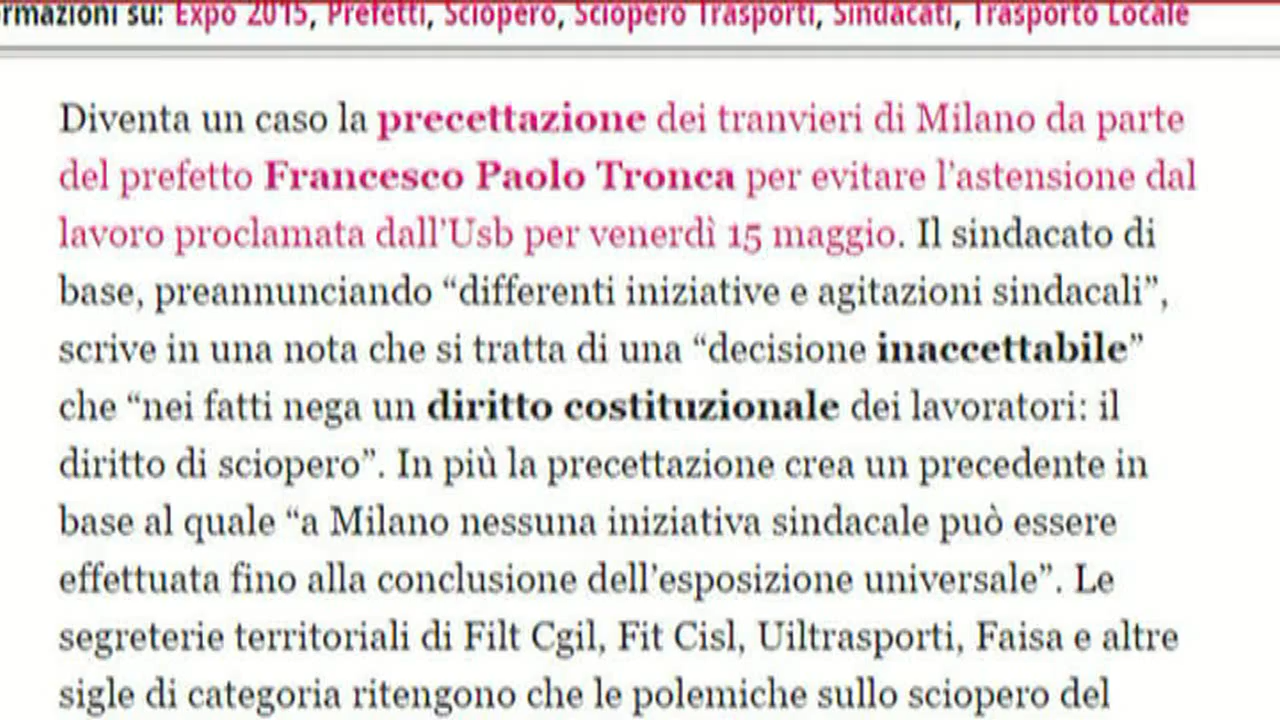 rmazioni su: Expo 2015, Prefetti, Sciopero, Sciopero Trasporti, Sindacati, Trasporto Locale
Diventa un caso la precettazione dei tranvieri di Milano da parte
del prefetto Francesco Paolo Tronca per evitare l’astensione dal
lavoro proclamata dall’Usb per venerdì 15 maggio. Il sindacato di
base, preannunciando “differenti iniziative e agitazioni sindacali”,
scrive in una nota che si tratta di una “decisione inaccettabile”
che “nei fatti nega un diritto costituzionale dei lavoratori: il
diritto di sciopero”. In più la precettazione crea un precedente in
base al quale “a Milano nessuna iniziativa sindacale può essere
effettuata fino alla conclusione dell’esposizione universale”. Le
segreterie territoriali di Filt Cgil, Fit Cisl, Uiltrasporti, Faisa e altre
sigle di categoria ritengono che le polemiche sullo sciopero del